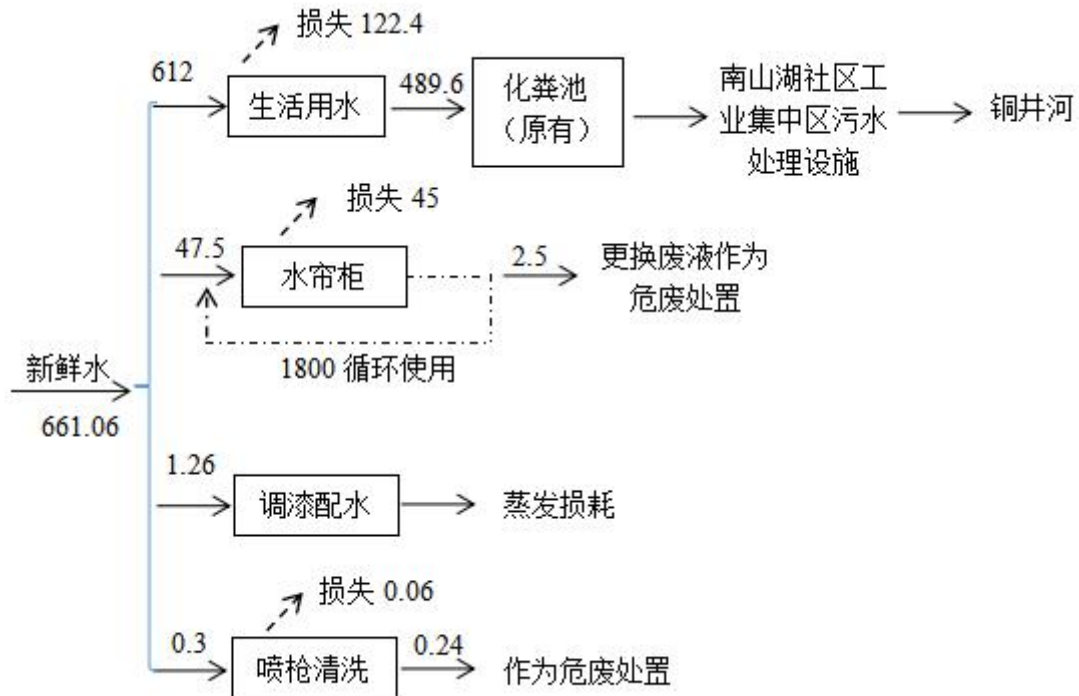 损失 122.4
612
生活用水
489.6
化粪池
（原有）
南山湖社区工
业集中区污水
处理设施
铜井河
损失 45
47.5
水帘柜
2.5
更换废液作为
危废处置
1800 循环使用
新鲜水
661.06
1.26
调漆配水
蒸发损耗
损失 0.06
0.3
喷枪清洗
0.24
作为危废处置